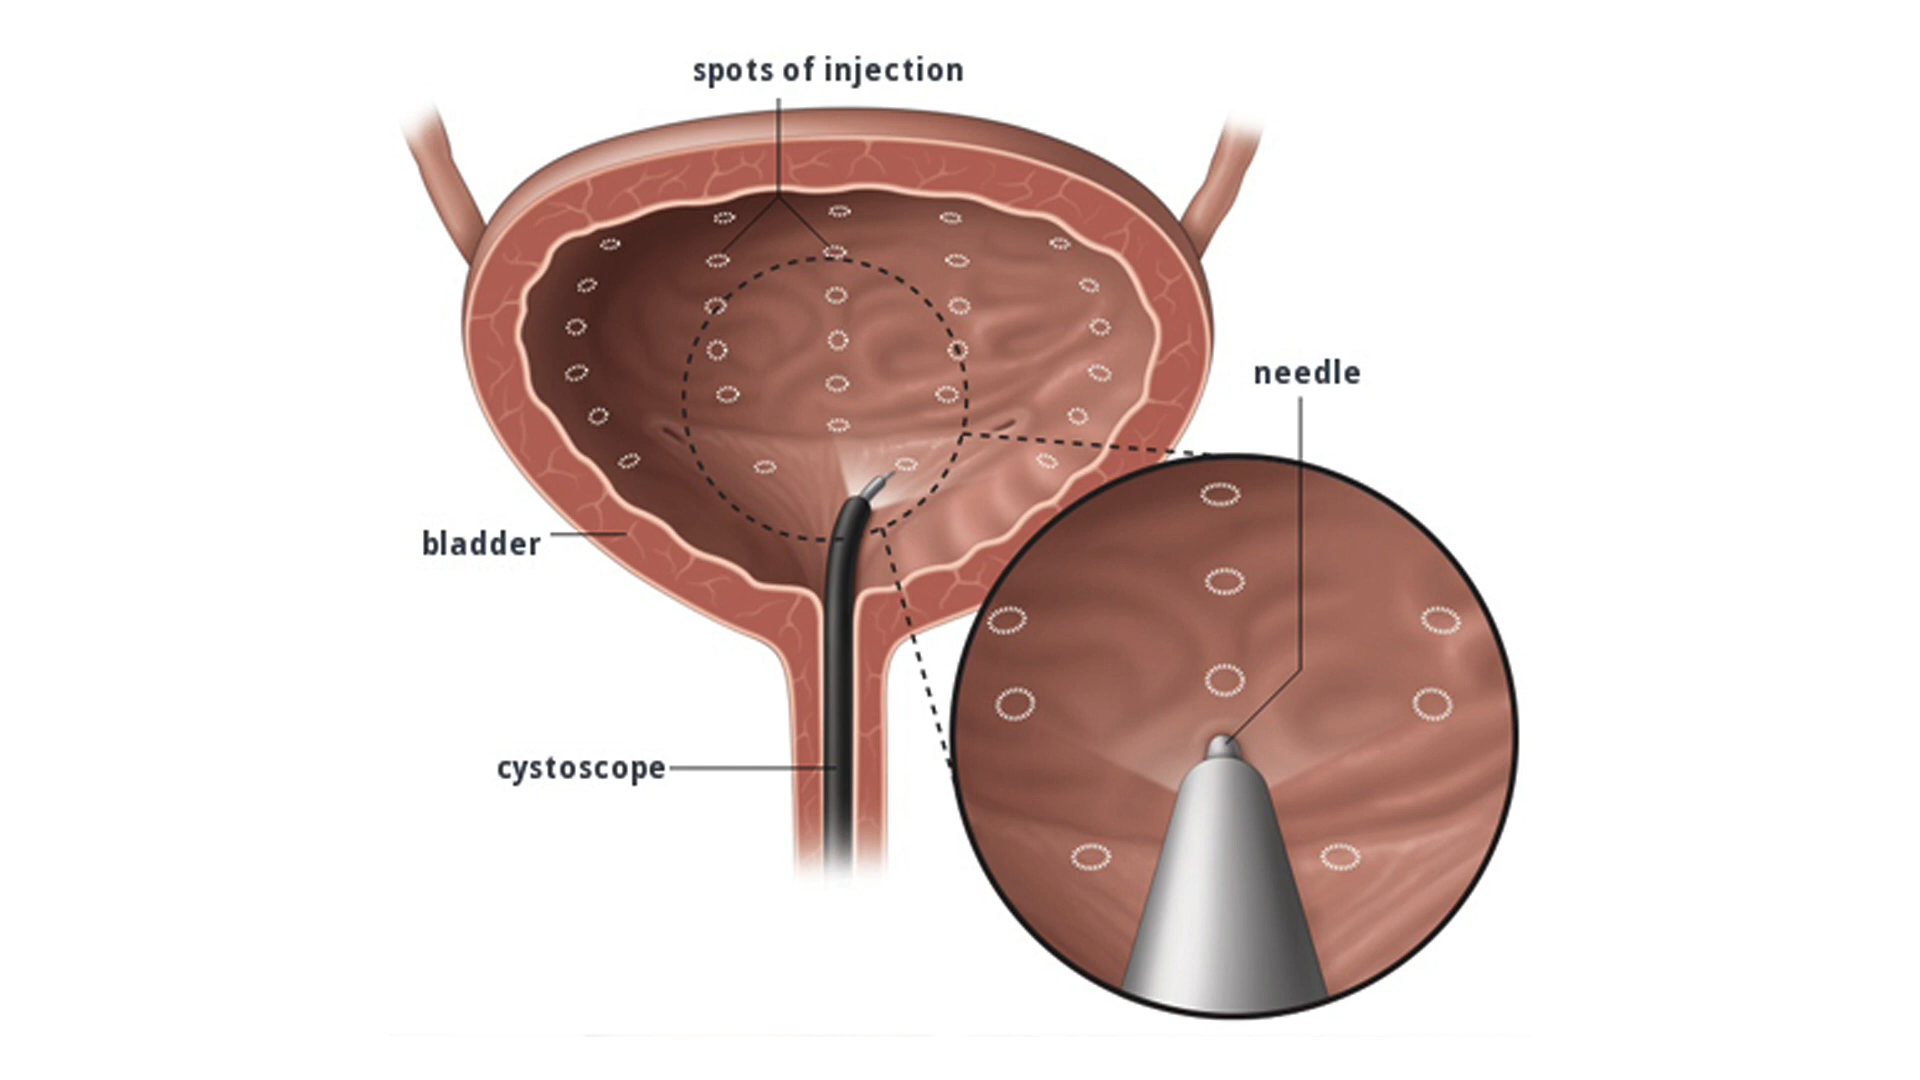 spots of injection
needle
bladder
cystoscope